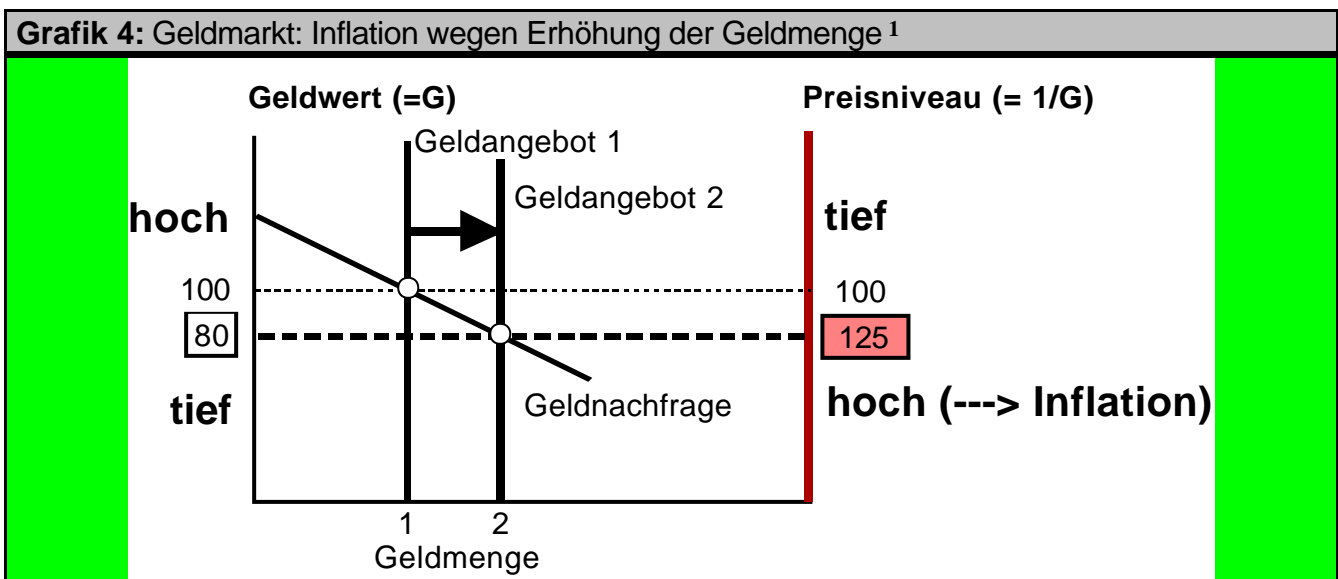 Grafik 4: Geldmarkt: Inflation wegen Erhöhung der Geldmenge 1
Geldwert (=G)
Preisniveau (= 1/G)
Geldangebot 1
Geldangebot 2
hoch
tief
100
100
80
125
tief
Geldnachfrage
hoch (---> Inflation)
1
2
Geldmenge